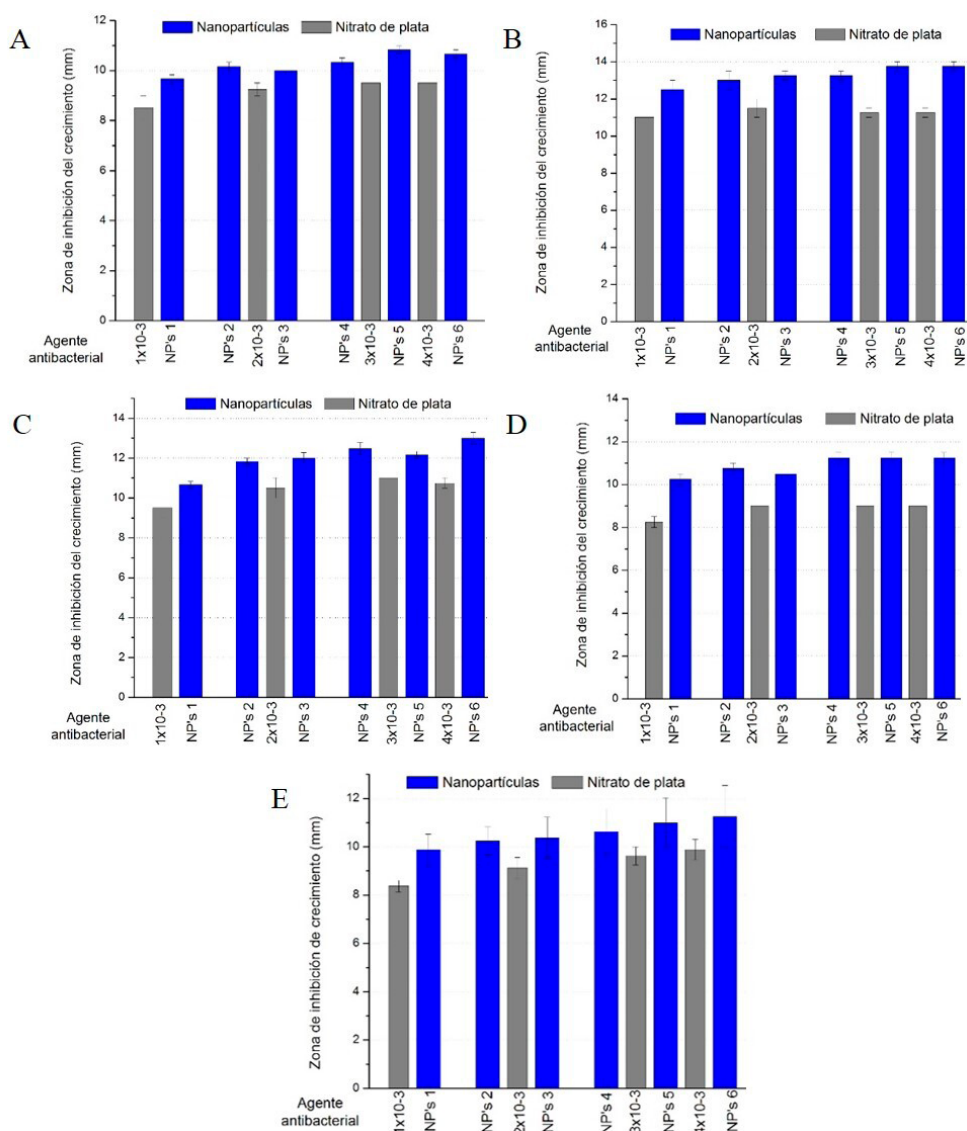 A
Nanopartículas Nitrato de plata
Zona de inhibición del crecimiento (mm)
12
10
8
6
4
2
0
Agente antibacterial
1x10-3 NP's 1 NP's 2 2x10-3 NP's 3 NP's 4 3x10-3 NP's 5 4x10-3 NP's 6
B
Nanopartículas Nitrato de plata
Zona de inhibición del crecimiento (mm)
16
14
12
10
8
6
4
2
0
Agente antibacterial
1x10-3 NP's 1 NP's 2 2x10-3 NP's 3 NP's 4 3x10-3 NP's 5 4x10-3 NP's 6
C
Nanopartículas Nitrato de plata
Zona de inhibición del crecimiento (mm)
14
12
10
8
6
4
2
0
Agente antibacterial
1x10-3 NP's 1 NP's 2 2x10-3 NP's 3 NP's 4 3x10-3 NP's 5 4x10-3 NP's 6
D
Nanopartículas Nitrato de plata
Zona de inhibición del crecimiento (mm)
14
12
10
8
6
4
2
0
Agente antibacterial
1x10-3 NP's 1 NP's 2 2x10-3 NP's 3 NP's 4 3x10-3 NP's 5 4x10-3 NP's 6
E
Nanopartículas Nitrato de plata
Zona de inhibición de crecimiento (mm)
12
10
8
6
4
2
0
Agente antibacterial
1x10-3 NP's 1 NP's 2 2x10-3 NP's 3 NP's 4 3x10-3 NP's 5 4x10-3 NP's 6